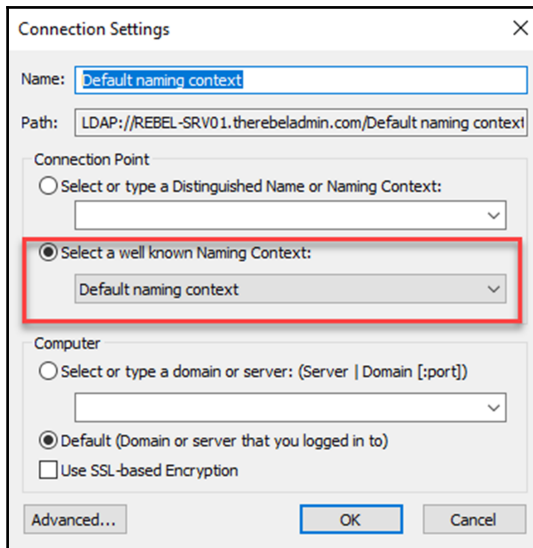 Connection Settings
Name: Default naming context
Path: LDAP://REBEL-SRV01.therebeladmin.com/Default naming context
Connection Point
Select or type a Distinguished Name or Naming Context:
Select a well known Naming Context:
Default naming context
Computer
Select or type a domain or server: (Server | Domain [:port])
Default (Domain or server that you logged in to)
Use SSL-based Encryption
Advanced... OK Cancel